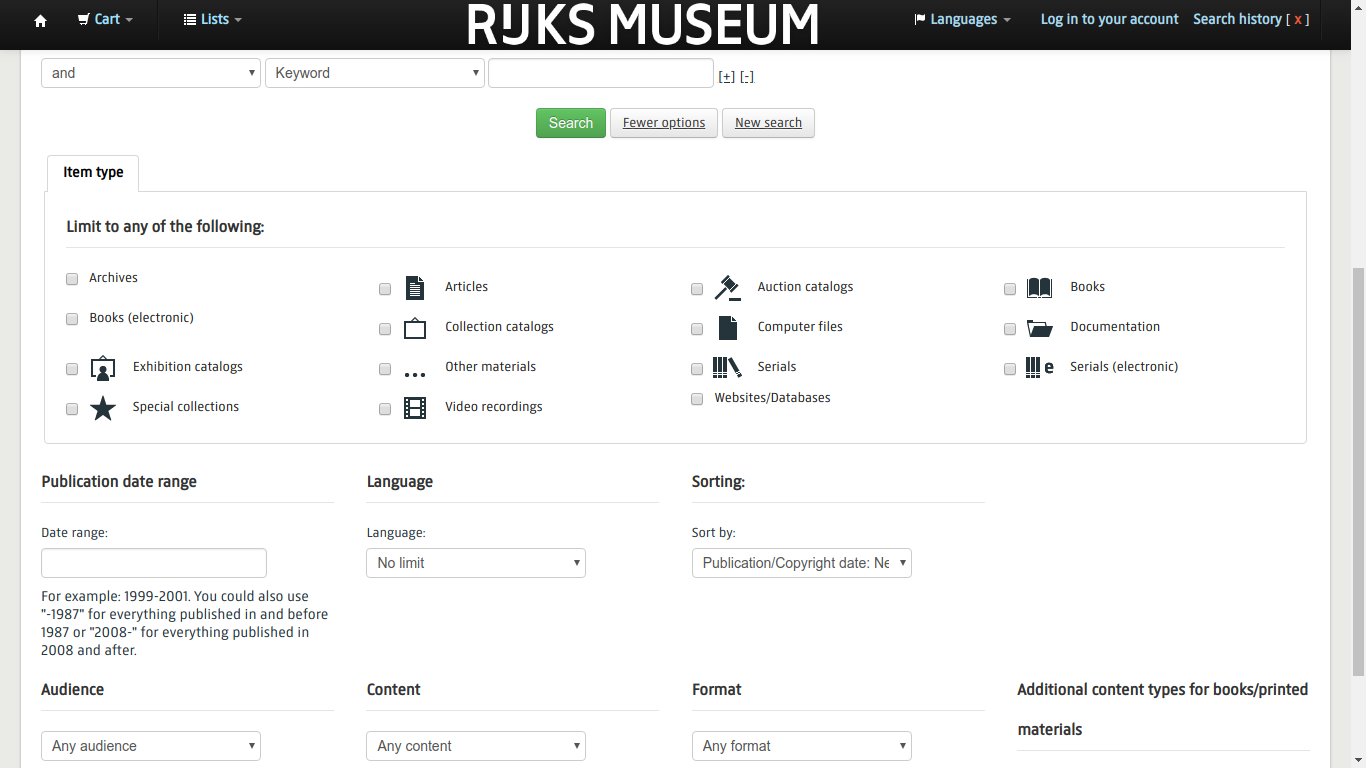 Cart Lists RIJKS MUSEUM Languages Log in to your account Search history [ x ]
and Keyword [+] [-]
Search Fewer options New search
Item type
Limit to any of the following:
Archives Articles Auction catalogs Books
Books (electronic) Collection catalogs Computer files Documentation
Exhibition catalogs Other materials Serials Serials (electronic)
Special collections Video recordings Websites/Databases
Publication date range Language Sorting:
Date range: Language: Sort by:
No limit Publication/Copyright date: Ne
For example: 1999-2001. You could also use
"-1987" for everything published in and before
1987 or "2008-" for everything published in
2008 and after.
Audience Content Format Additional content types for books/printed
materials
Any audience Any content Any format